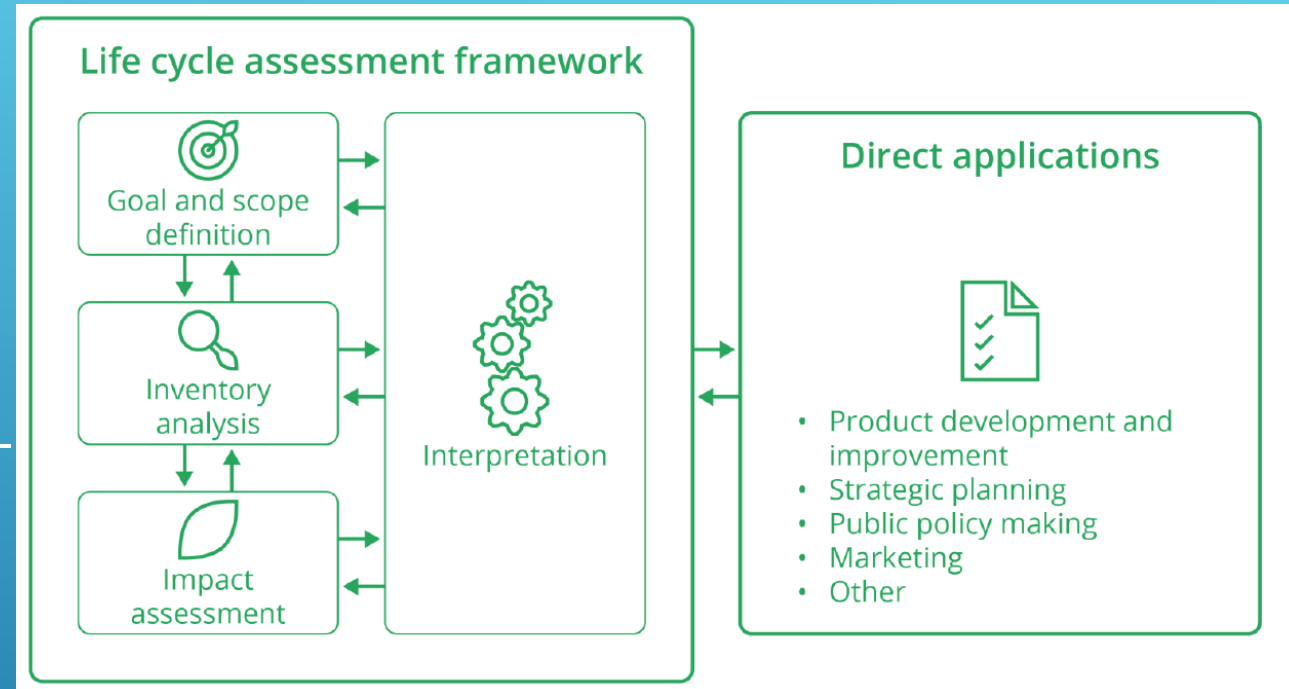 Life cycle assessment framework
Goal and scope
definition
Inventory
analysis
Impact
assessment
Interpretation
Direct applications
• Product development and
improvement
• Strategic planning
• Public policy making
• Marketing
• Other